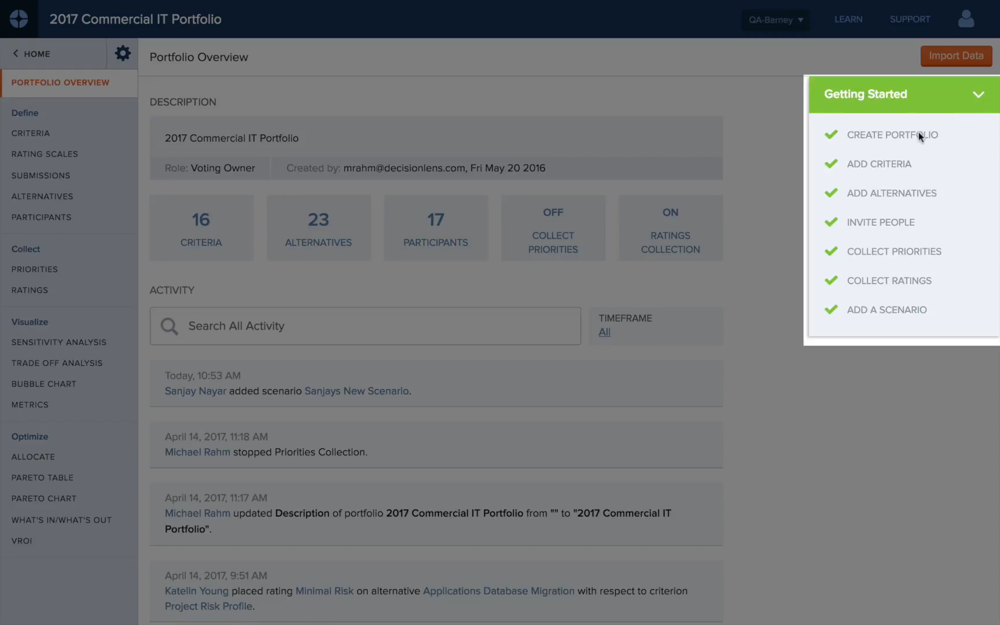 2017 Commercial IT Portfolio
QA-Barney
LEARN
SUPPORT
HOME
Portfolio Overview
Import Data
PORTFOLIO OVERVIEW
Define
CRITERIA
RATING SCALES
SUBMISSIONS
ALTERNATIVES
PARTICIPANTS
Collect
PRIORITIES
RATINGS
Visualize
SENSITIVITY ANALYSIS
TRADE OFF ANALYSIS
BUBBLE CHART
METRICS
Optimize
ALLOCATE
PARETO TABLE
PARETO CHART
WHAT'S IN/WHAT'S OUT
VROI
DESCRIPTION
2017 Commercial IT Portfolio
Role: Voting Owner
Created by: mrahm@decisionlens.com, Fri May 20 2016
16
CRITERIA
23
ALTERNATIVES
17
PARTICIPANTS
OFF
COLLECT
PRIORITIES
ON
RATINGS
COLLECTION
ACTIVITY
Search All Activity
TIMEFRAME
All
Today, 10:53 AM
Sanjay Nayar added scenario Sanjays New Scenario.
April 14, 2017, 11:18 AM
Michael Rahm stopped Priorities Collection.
April 14, 2017, 11:17 AM
Michael Rahm updated Description of portfolio 2017 Commercial IT Portfolio from "" to "2017 Commercial IT
Portfolio".
April 14, 2017, 9:51 AM
Katelin Young placed rating Minimal Risk on alternative Applications Database Migration with respect to criterion
Project Risk Profile.
Getting Started
CREATE PORTFOLIO
ADD CRITERIA
ADD ALTERNATIVES
INVITE PEOPLE
COLLECT PRIORITIES
COLLECT RATINGS
ADD A SCENARIO